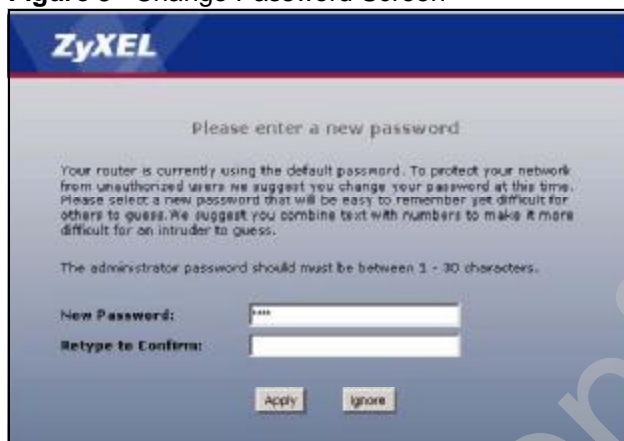 Change Password Screen
ZyXEL
Please enter a new password
Your router is currently using the default password. To protect your network
from unauthorized users we suggest you change your password at this time.
Please select a new password that will be easy to remember yet difficult for
others to guess. We suggest you combine text with numbers to make it more
difficult for an intruder to guess.
The administrator password should must be between 1 - 30 characters.
New Password:
****
Retype to Confirm:
Apply
Ignore